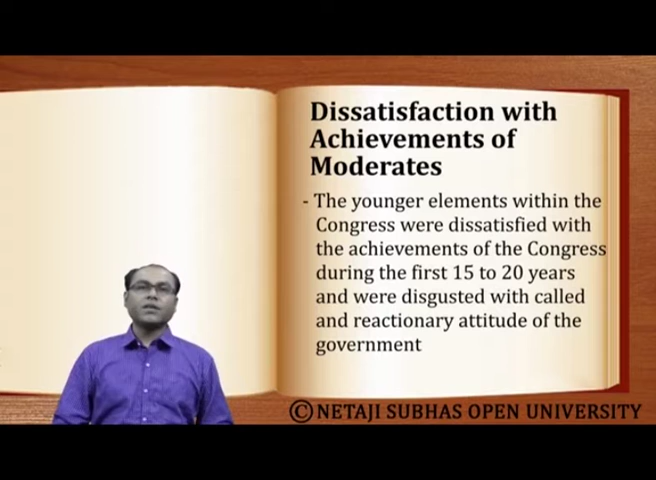 Dissatisfaction with
Achievements of
Moderates
- The younger elements within the
Congress were dissatisfied with
the achievements of the Congress
during the first 15 to 20 years
and were disgusted with called
and reactionary attitude of the
government
©NETAJI SUBHAS OPEN UNIVERSITY